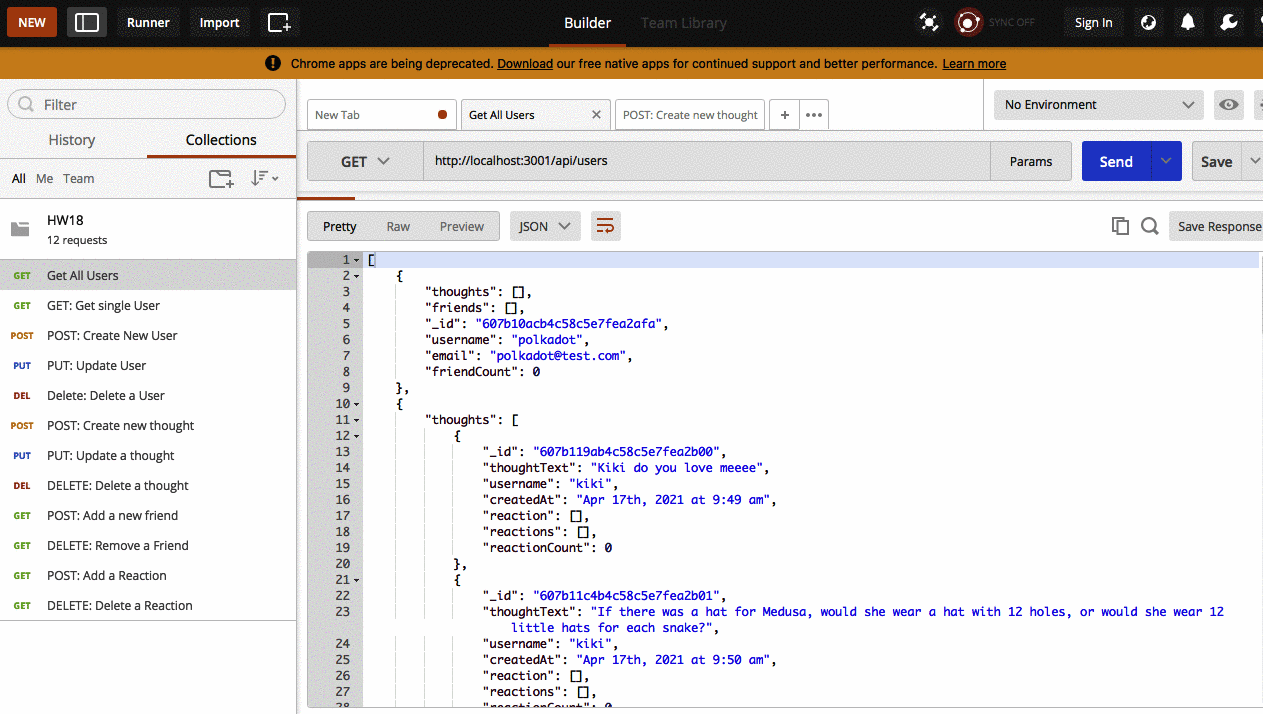 NEW
Runner
Import
Builder
Team Library
SYNC OFF
Sign In
Chrome apps are being deprecated. Download our free native apps for continued support and better performance. Learn more
Filter
History
Collections
All
Me
Team
HW18
12 requests
GET Get All Users
GET GET: Get single User
POST POST: Create New User
PUT PUT: Update User
DEL Delete: Delete a User
POST POST: Create new thought
PUT PUT: Update a thought
DEL DELETE: Delete a thought
GET POST: Add a new friend
GET DELETE: Remove a Friend
GET POST: Add a Reaction
GET DELETE: Delete a Reaction
New Tab
Get All Users
POST: Create new thought
No Environment
GET
http://localhost:3001/api/users
Params
Send
Save
Pretty
Raw
Preview
JSON
Save Response
1 [
2 {
3 "thoughts": [],
4 "friends": [],
5 "_id": "607b10acb4c58c5e7fea2afa",
6 "username": "polkadot",
7 "email": "polkadot@test.com",
8 "friendCount": 0
9 },
10 {
11 "thoughts": [
12 {
13 "_id": "607b119ab4c58c5e7fea2b00",
14 "thoughtText": "Kiki do you love meeee",
15 "username": "kiki",
16 "createdAt": "Apr 17th, 2021 at 9:49 am",
17 "reaction": [],
18 "reactions": [],
19 "reactionCount": 0
20 },
21 {
22 "_id": "607b11c4b4c58c5e7fea2b01",
23 "thoughtText": "If there was a hat for Medusa, would she wear a hat with 12 holes, or would she wear 12
little hats for each snake?",
24 "username": "kiki",
25 "createdAt": "Apr 17th, 2021 at 9:50 am",
26 "reaction": [],
27 "reactions": [],
28 "reactionCount": 0